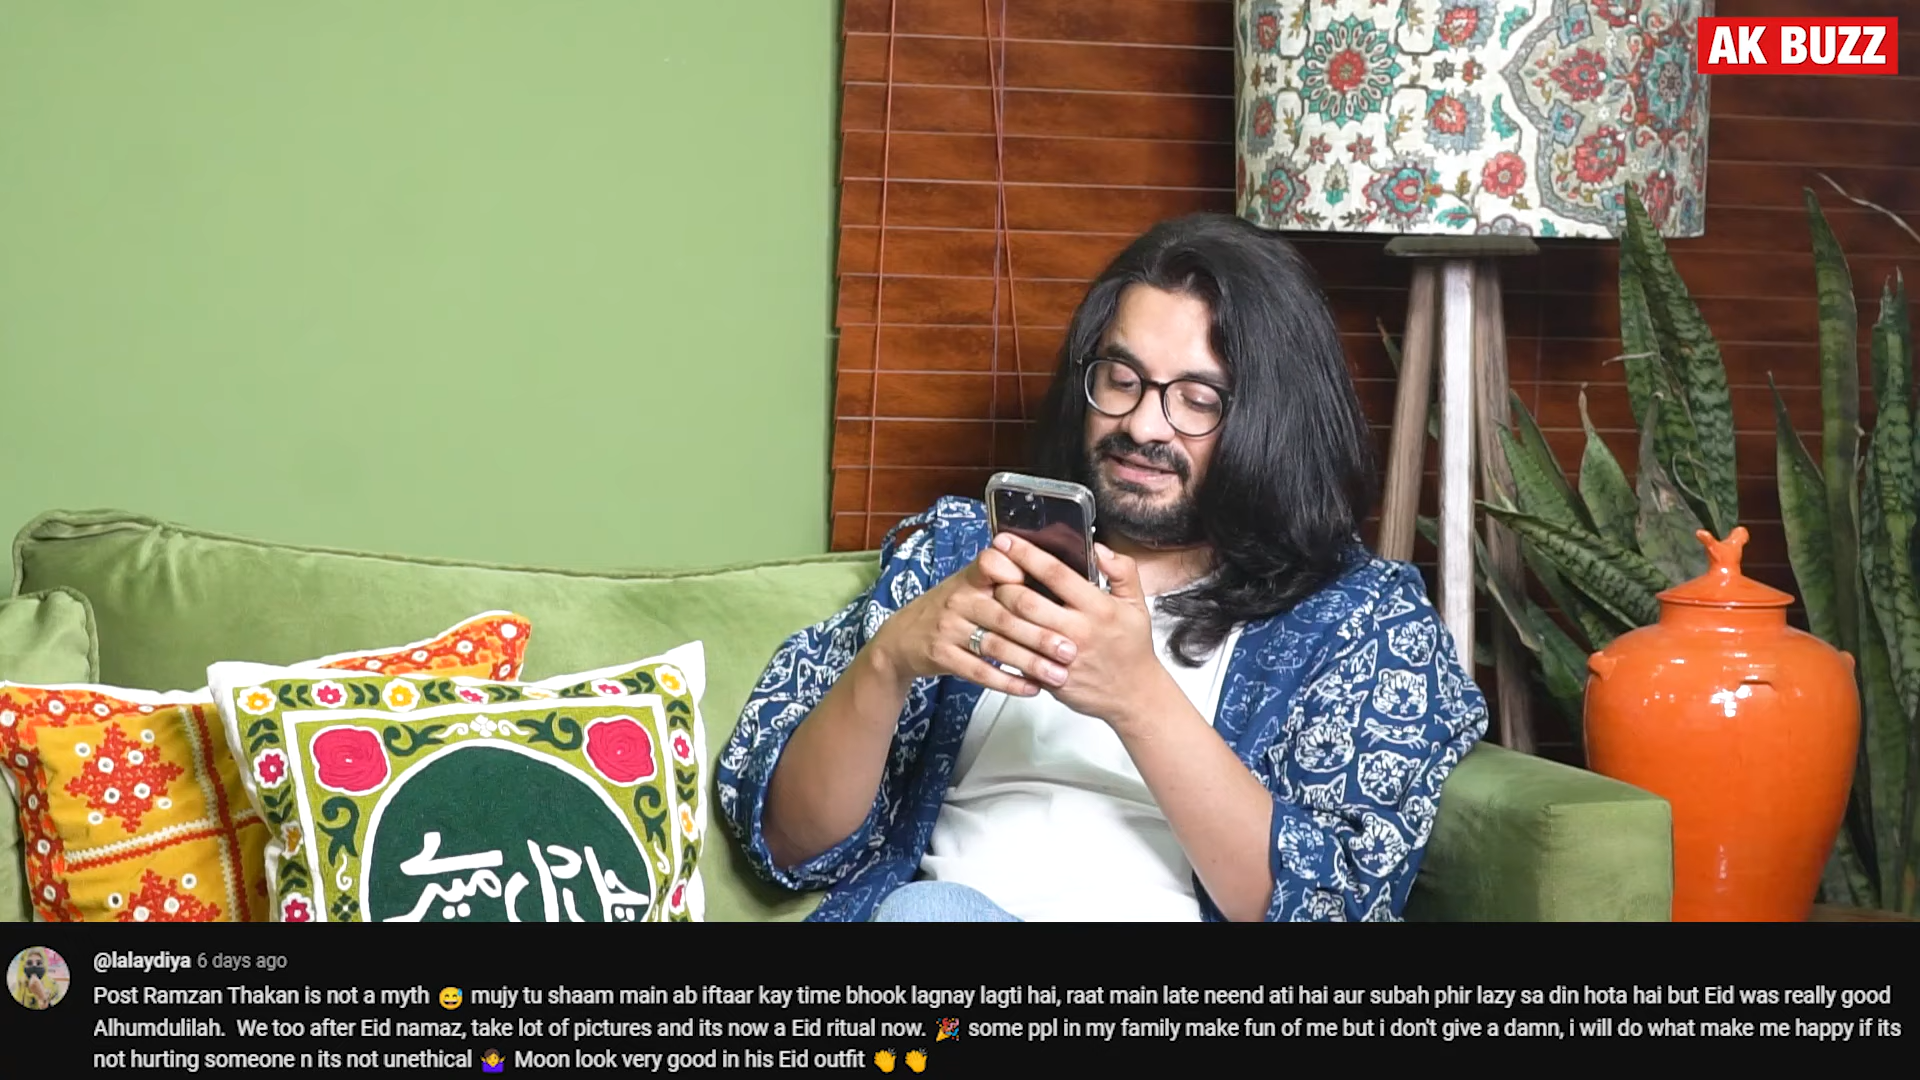 AK BUZZ
@lalaydiya 6 days ago
Post Ramzan Thakan is not a myth 😅 mujy tu shaam main ab iftaar kay time bhook lagnay lagti hai, raat main late neend ati hai aur subah phir lazy sa din hota hai but Eid was really good
Alhumdulilah. We too after Eid namaz, take lot of pictures and its now a Eid ritual now. 🎉 some ppl in my family make fun of me but i don't give a damn, i will do what make me happy if its
not hurting someone n its not unethical 🤷‍♀️ Moon look very good in his Eid outfit 👏 👏